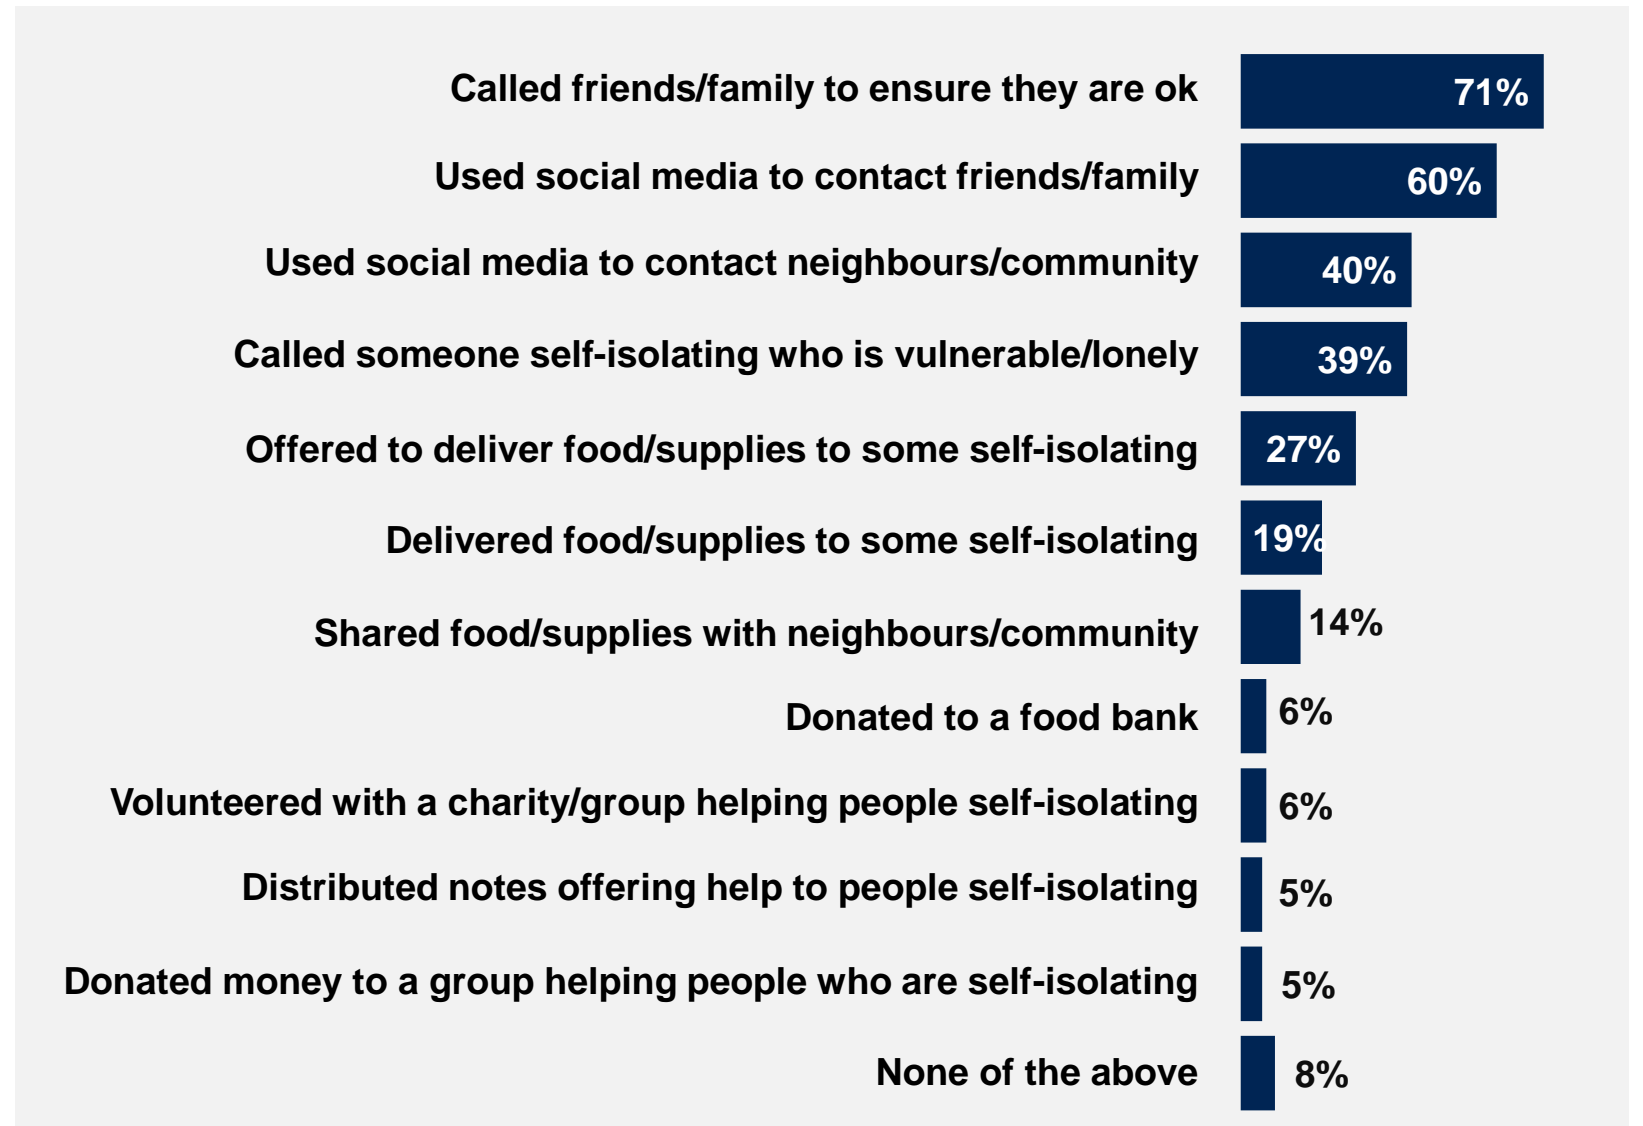 Called friends/family to ensure they are ok 71%
Used social media to contact friends/family 60%
Used social media to contact neighbours/community 40%
Called someone self-isolating who is vulnerable/lonely 39%
Offered to deliver food/supplies to some self-isolating 27%
Delivered food/supplies to some self-isolating 19%
Shared food/supplies with neighbours/community 14%
Donated to a food bank 6%
Volunteered with a charity/group helping people self-isolating 6%
Distributed notes offering help to people self-isolating 5%
Donated money to a group helping people who are self-isolating 5%
None of the above 8%